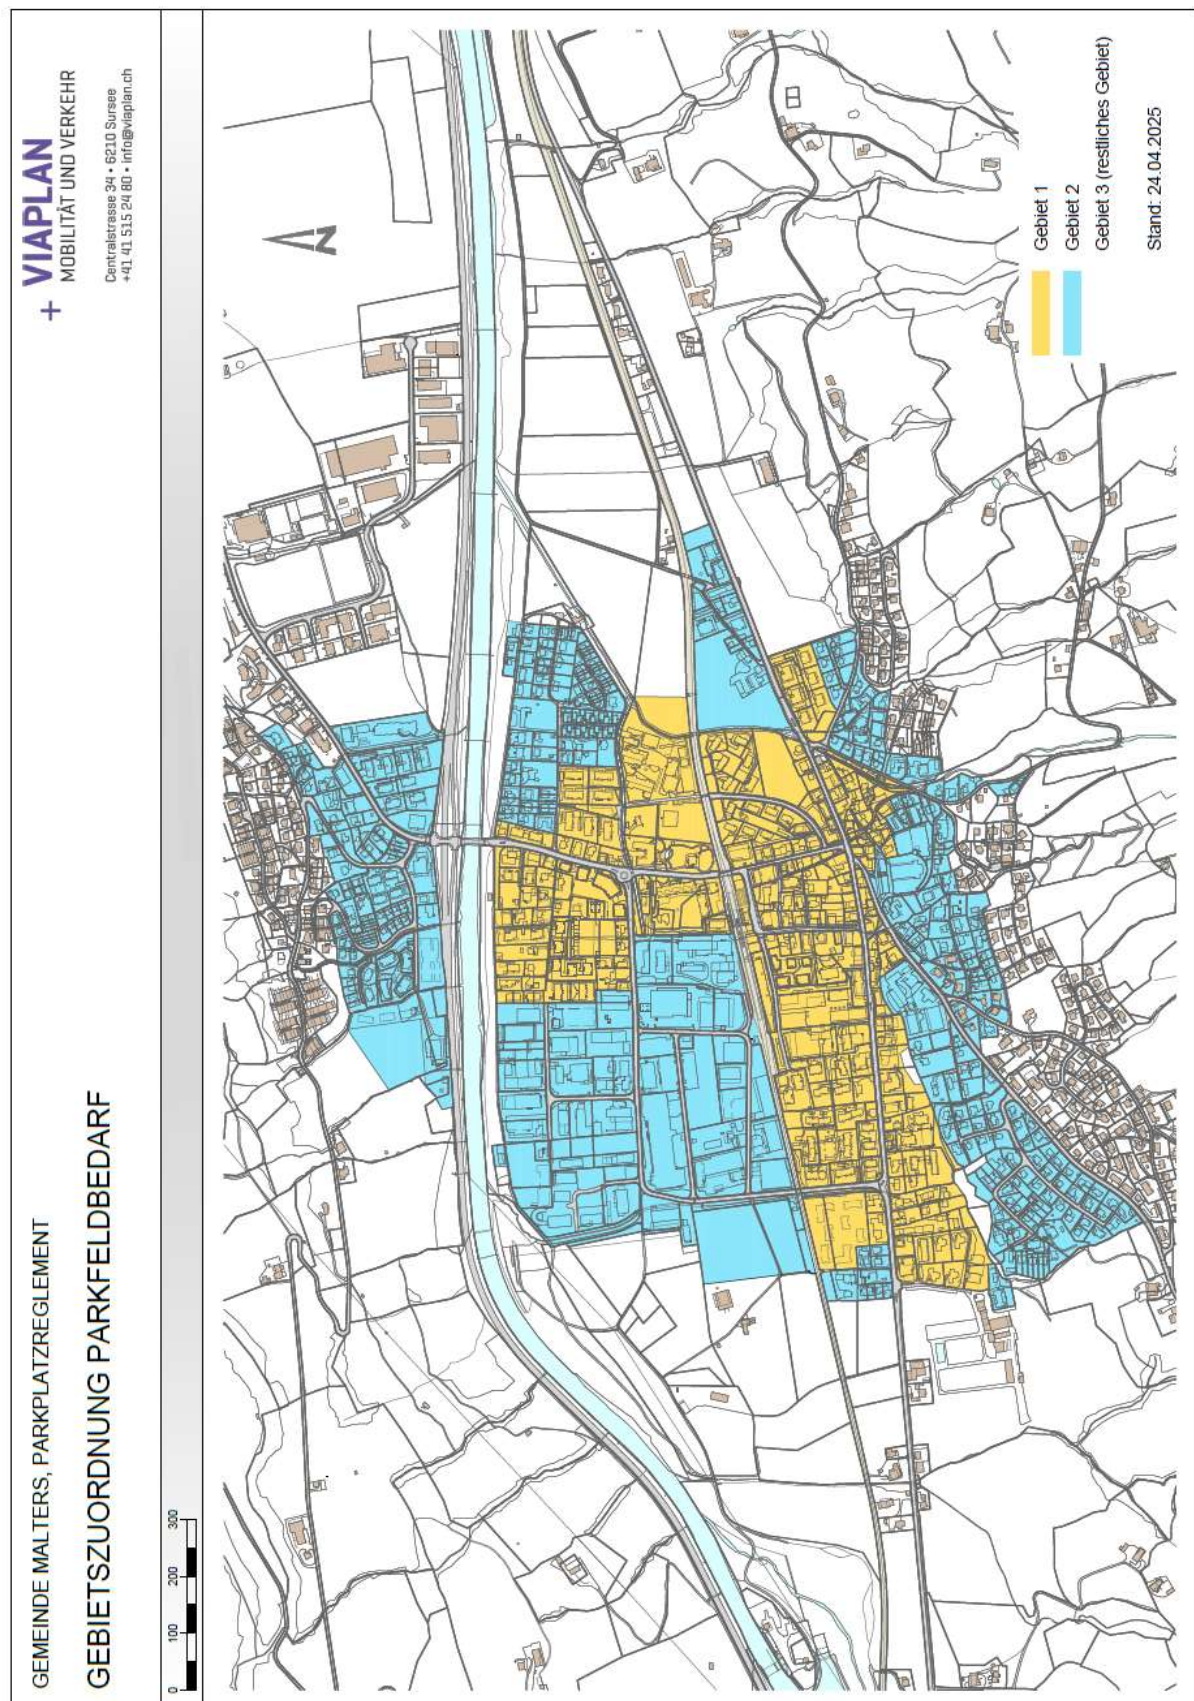 GEMEINDE MALTERS, PARKPLATZREGLEMENT
GEBIETSZUORDNUNG PARKFELDBEDARF
+ VIAPLAN
MOBILITÄT UND VERKEHR
Centralstrasse 34 • 6210 Sursee
+41 41 515 24 80 • info@viaplan.ch
0 100 200 300
N
Gebiet 1
Gebiet 2
Gebiet 3 (restliches Gebiet)
Stand: 24.04.2025